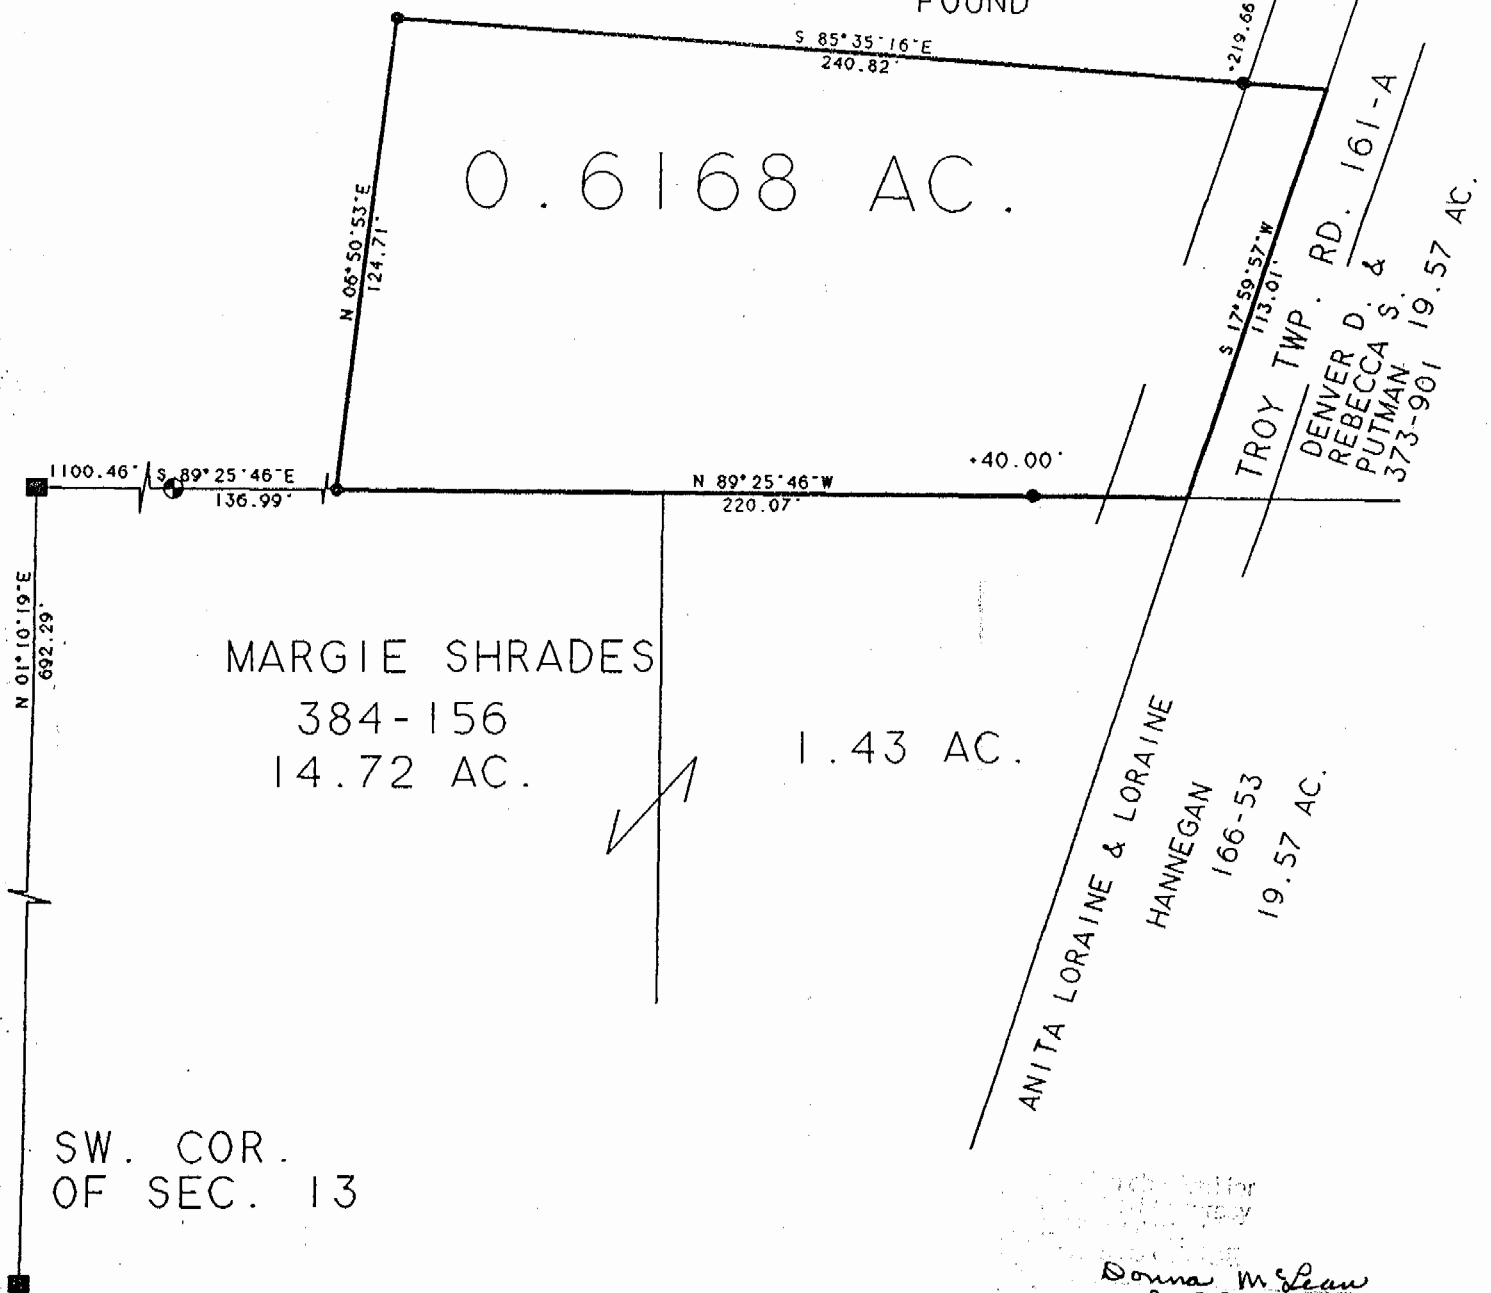 FOUND
S 85°35'16"E
240.82'
+219.66
0.6168 AC.
N 06°50'53"E
124.71'
S 17°59'57"W
113.01'
TROY TWP. RD. 161-A
DENVER D. &
REBECCA S.
PUTMAN
373-901 19.57 AC.
1100.46'
S 89°25'46"E
136.99'
N 89°25'46"W
220.07'
+40.00'
N 01°10'19"E
692.29'
MARGIE SHRADES
384-156
14.72 AC.
1.43 AC.
ANITA LORAINE & LORAINE
HANNEGAN
166-53
19.57 AC.
SW. COR.
OF SEC. 13
Donna McLean